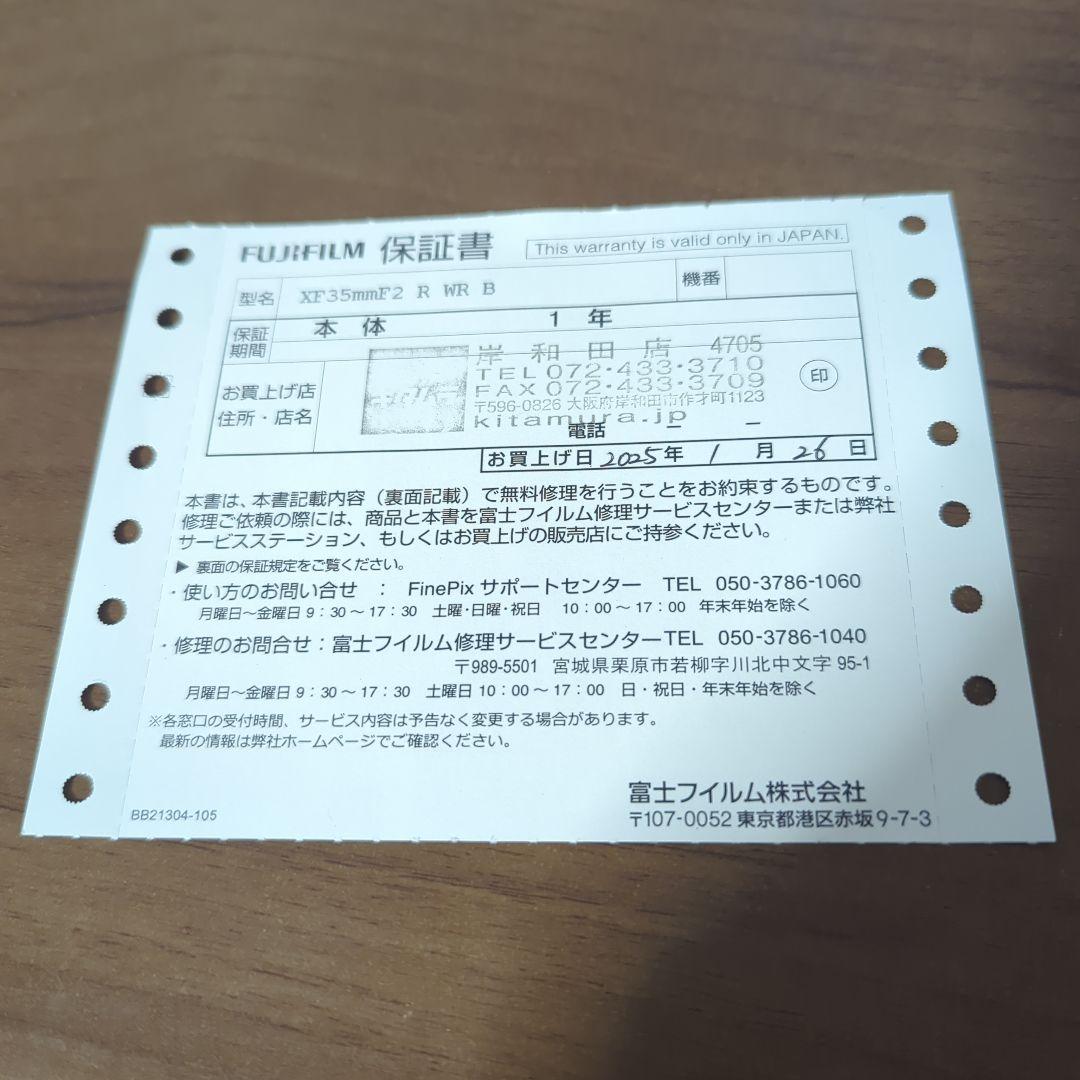 FUJIFILM 保証書 This warranty is valid only in JAPAN.
型名 XF35mmF2 R WR B 機番
保証期間 本体 1年
お買上げ店
住所・店名
岸和田店 4705
TEL 072・433・3710
FAX 072・433・3709
印
〒596-0826 大阪府岸和田市作才町1123
kitamura.jp
電話 － －
お買上げ日 2025年 1月 26日
本書は、本書記載内容（裏面記載）で無料修理を行うことをお約束するものです。
修理ご依頼の際には、商品と本書を富士フイルム修理サービスセンターまたは弊社
サービスステーション、もしくはお買上げの販売店にご持参ください。
▶ 裏面の保証規定をご覧ください。
・使い方のお問い合せ ： FinePix サポートセンター TEL 050-3786-1060
月曜日～金曜日 9：30～17：30 土曜・日曜・祝日 10：00～17：00 年末年始を除く
・修理のお問合せ：富士フイルム修理サービスセンターTEL 050-3786-1040
〒989-5501 宮城県栗原市若柳字川北中文字 95-1
月曜日～金曜日 9：30～17：30 土曜日 10：00～17：00 日・祝日・年末年始を除く
※各窓口の受付時間、サービス内容は予告なく変更する場合があります。
最新の情報は弊社ホームページでご確認ください。
富士フイルム株式会社
BB21304-105
〒107-0052 東京都港区赤坂 9-7-3